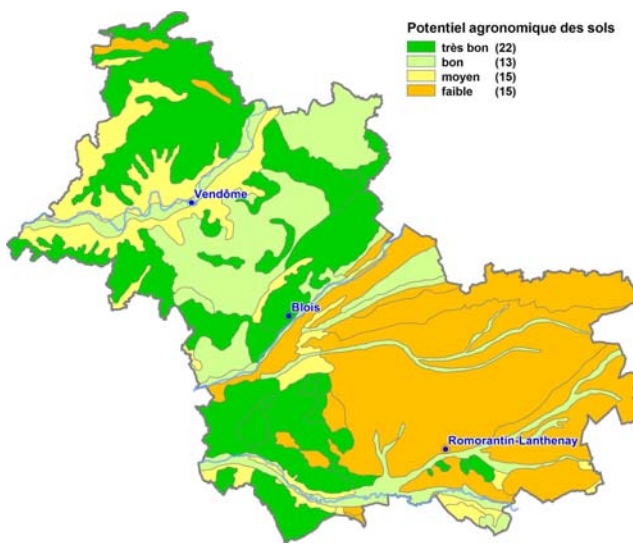 Potentiel agronomique des sols
très bon (22)
bon (13)
moyen (15)
faible (15)
Vendôme
Blois
Romorantin-Lanthenay